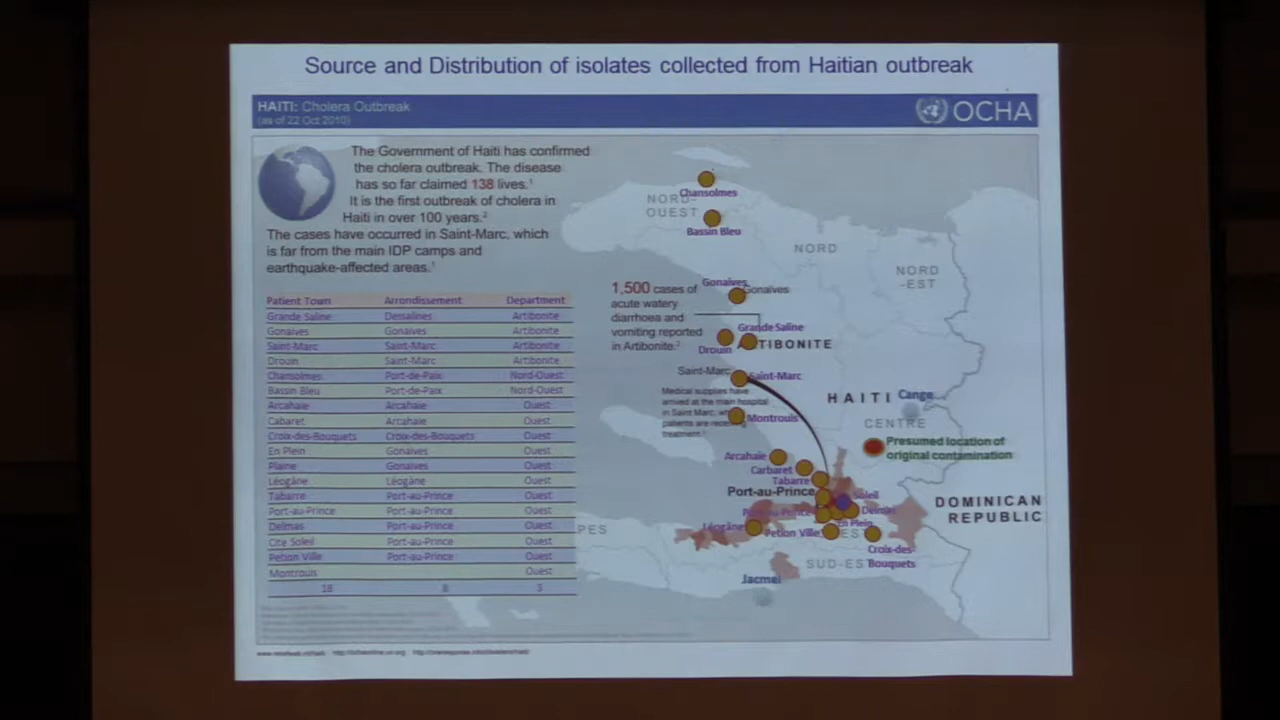 Source and Distribution of isolates collected from Haitian outbreak
HAITI: Cholera Outbreak
(as of 22 Oct 2010)
OCHA
The Government of Haiti has confirmed
the cholera outbreak. The disease
has so far claimed 138 lives.¹
It is the first outbreak of cholera in
Haiti in over 100 years.²
The cases have occurred in Saint-Marc, which
is far from the main IDP camps and
earthquake-affected areas.¹
Patient Town Arrondissement Department
Grande Saline Dessalines Artibonite
Gonaives Gonaives Artibonite
Saint-Marc Saint-Marc Artibonite
Drouin Saint-Marc Artibonite
Chansolmes Port-de-Paix Nord-Ouest
Bassin Bleu Port-de-Paix Nord-Ouest
Arcahaie Arcahaie Ouest
Cabaret Arcahaie Ouest
Croix-des-Bouquets Croix-des-Bouquets Ouest
En Plein Gonaives Ouest
Plaine Gonaives Ouest
Léogâne Léogâne Ouest
Tabarre Port-au-Prince Ouest
Port-au-Prince Port-au-Prince Ouest
Delmas Port-au-Prince Ouest
Cite Soleil Port-au-Prince Ouest
Petion Ville Port-au-Prince Ouest
Montrouis Ouest
18 8 3
Chansolmes
NORD-
OUEST
Bassin Bleu
NORD
NORD
-EST
Gonaives
Gonaïves
1,500 cases of
acute watery
diarrhoea and
vomiting reported
in Artibonite.²
Grande Saline
Drouin
ARTIBONITE
Saint-Marc
Saint-Marc
Medical supplies have
arrived at the main hospital
in Saint Marc,
patients are
treatment.
Montrouis
HAITI
Cange
CENTRE
Presumed location of
original contamination
Arcahaie
Carbaret
Tabarre
Port-au-Prince
Soleil
Port-au-Prince
Delmas
En Plein
Léogâne
Petion Ville
Croix-des-
Bouquets
DOMINICAN
REPUBLIC
PES
SUD-EST
Jacmel